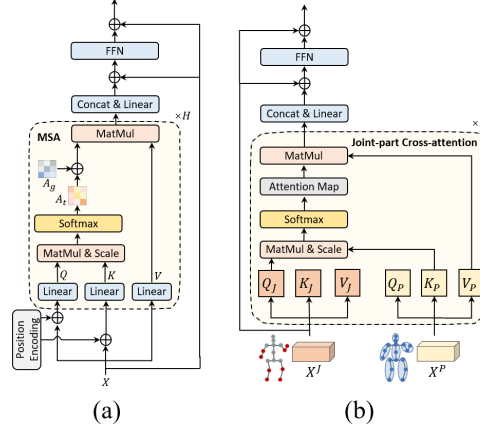 FFN
Concat & Linear
×H
MSA
MatMul
A_g
A_t
Softmax
MatMul & Scale
Q
K
V
Linear
Linear
Linear
Position
Encoding
X
(a)
FFN
Concat & Linear
×
Joint-part Cross-attention
MatMul
Attention Map
Softmax
MatMul & Scale
Q_J
K_J
V_J
Q_P
K_P
V_P
X^J
X^P
(b)